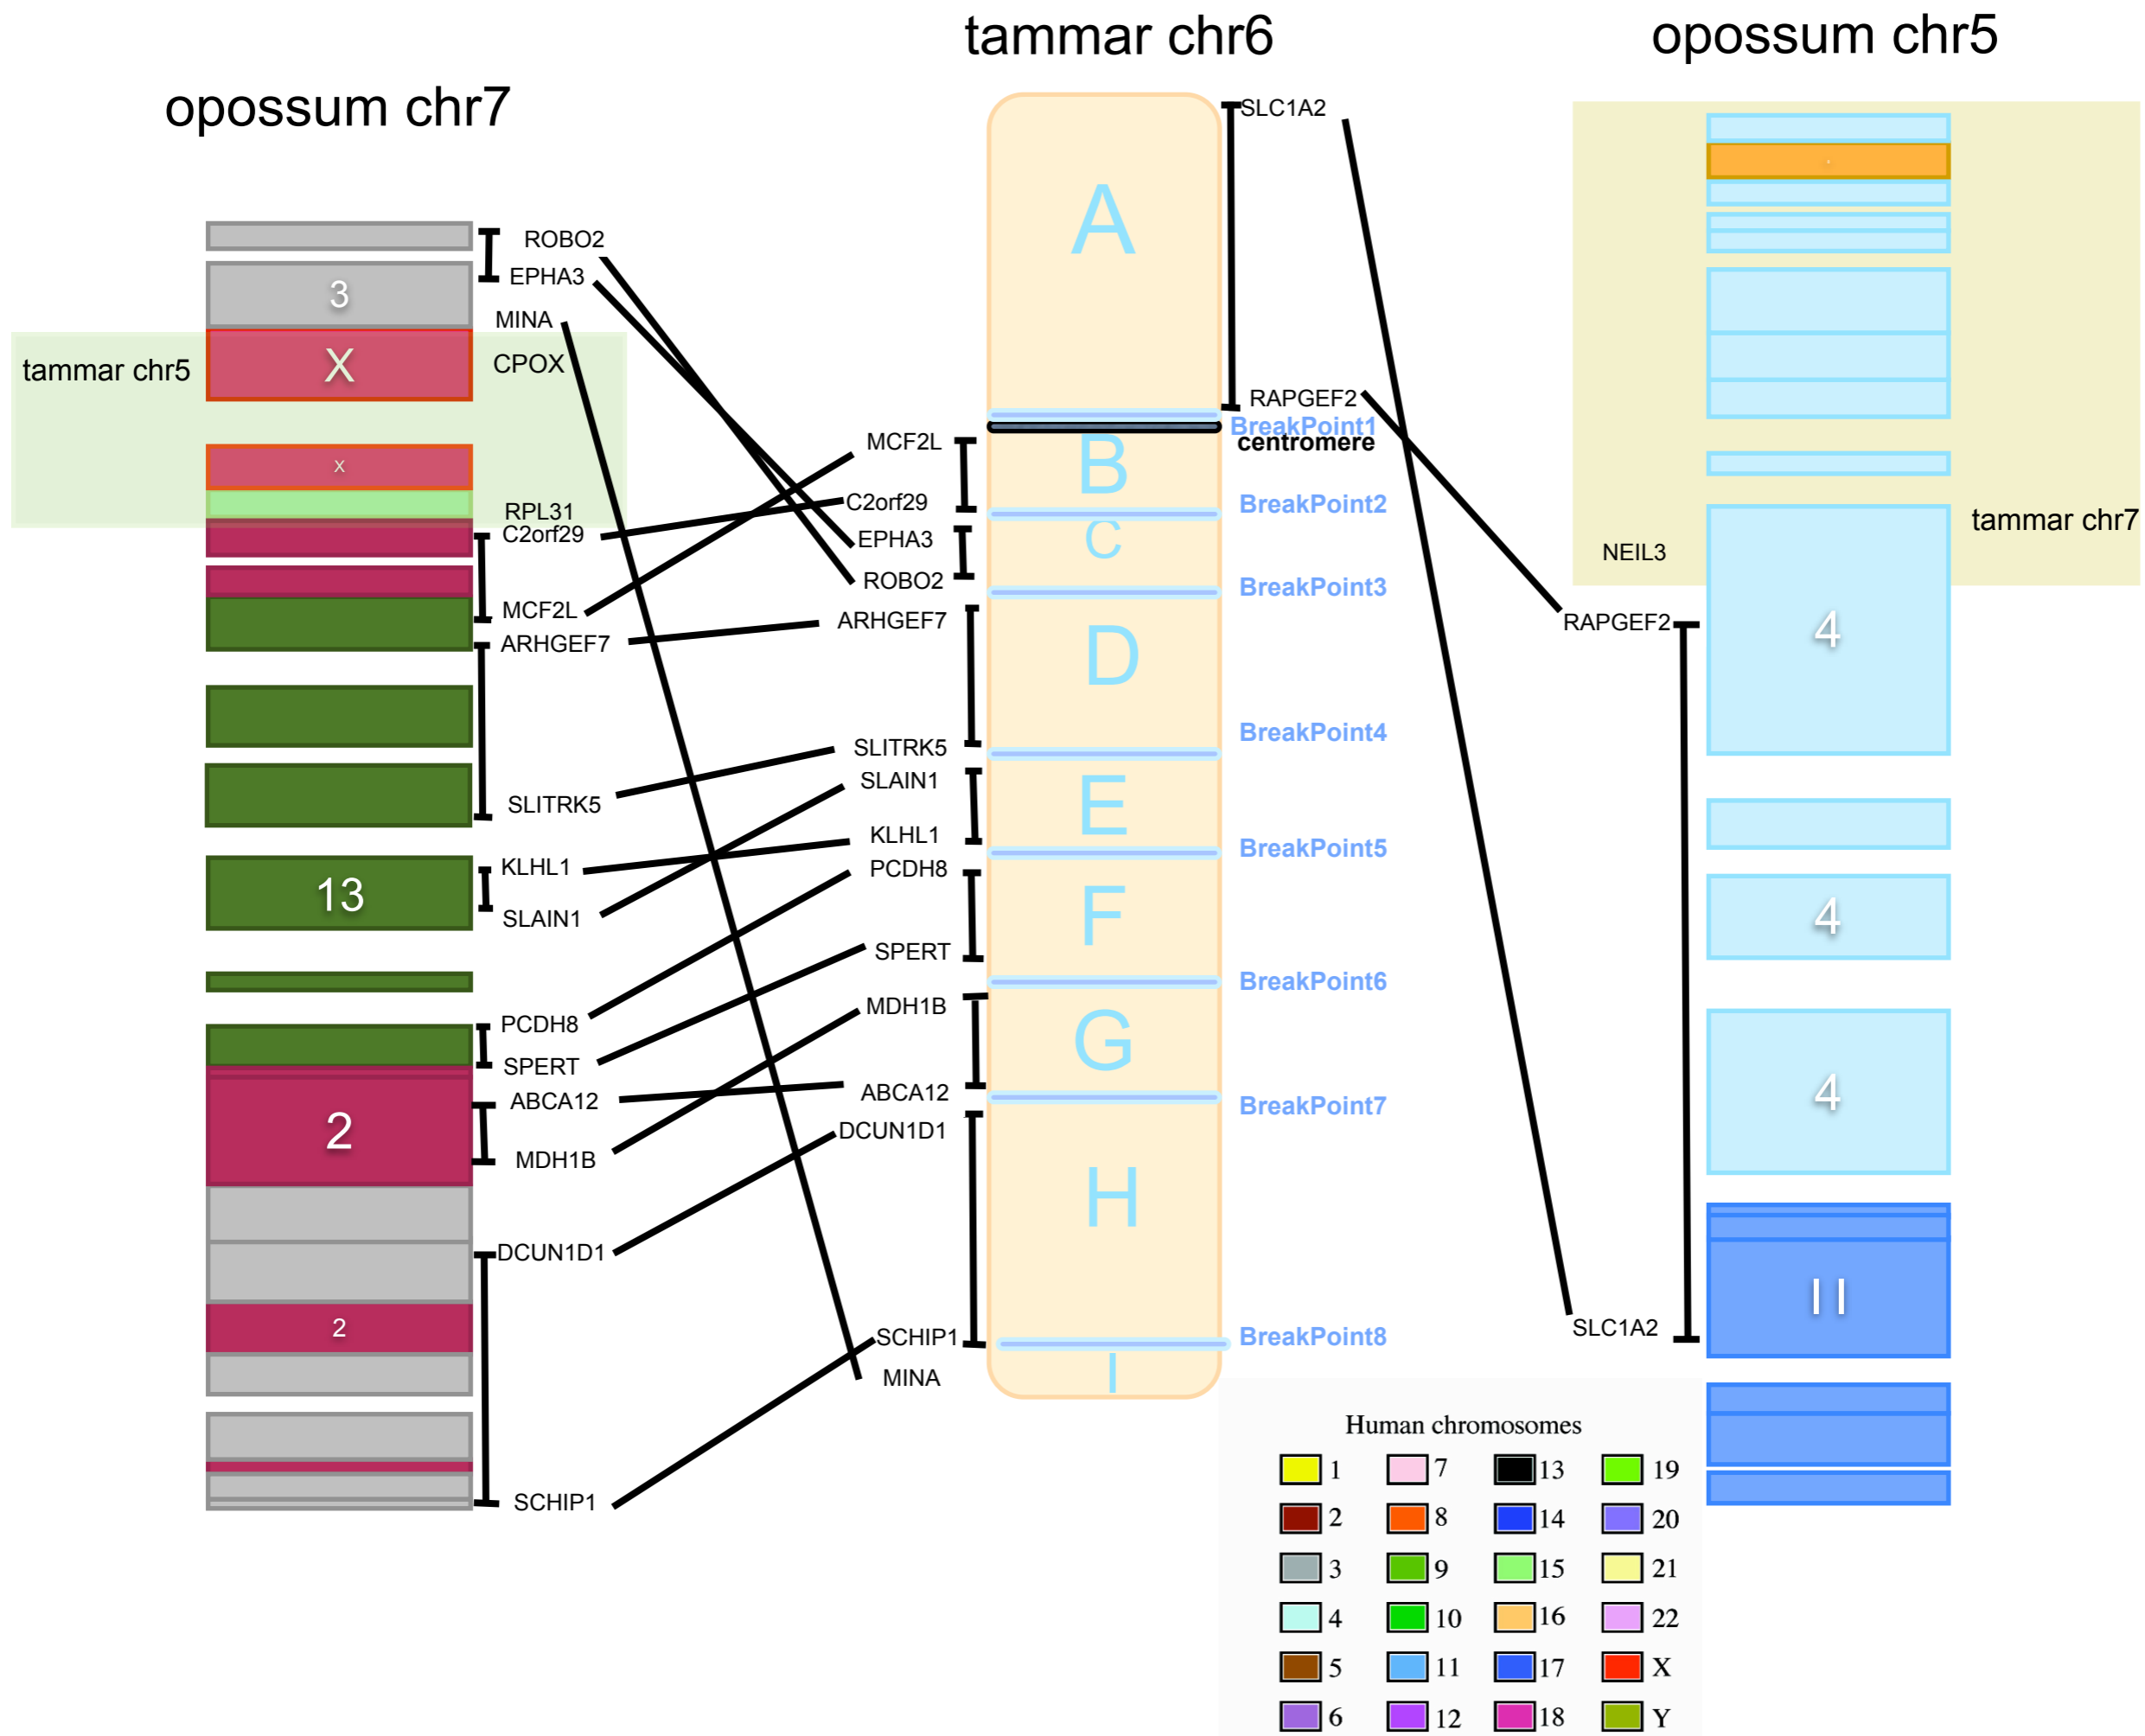 tammar chr6
opossum chr5
opossum chr7
ROBO2
EPHA3
3
MINA
tammar chr5
X
CPOX
X
RPL31
C2orf29
MCF2L
ARHGEF7
SLITRK5
KLHL1
13
SLAIN1
PCDH8
SPERT
ABCA12
2
MDH1B
DCUN1D1
2
SCHIP1
SLC1A2
A
RAPGEF2
BreakPoint1
centromere
MCF2L
B
C2orf29
BreakPoint2
EPHA3
C
ROBO2
BreakPoint3
ARHGEF7
D
SLITRK5
BreakPoint4
SLAIN1
E
KLHL1
BreakPoint5
PCDH8
F
SPERT
BreakPoint6
MDH1B
G
ABCA12
BreakPoint7
DCUN1D1
H
SCHIP1
BreakPoint8
MINA
I
tammar chr7
NEIL3
RAPGEF2
4
4
4
11
SLC1A2
Human chromosomes
1 7 13 19
2 8 14 20
3 9 15 21
4 10 16 22
5 11 17 X
6 12 18 Y